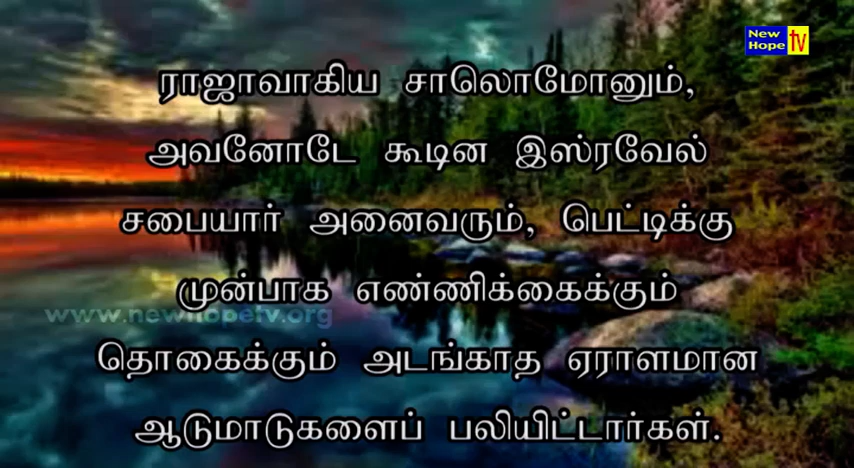 New
Hope TV
ராஜாவாகிய சாலொமோனும்,
அவனோடே கூடின இஸ்ரவேல்
சபையார் அனைவரும், பெட்டிக்கு
முன்பாக எண்ணிக்கைக்கும்
www.newhopetv.org
தொகைக்கும் அடங்காத ஏராளமான
ஆடுமாடுகளைப் பலியிட்டார்கள்.